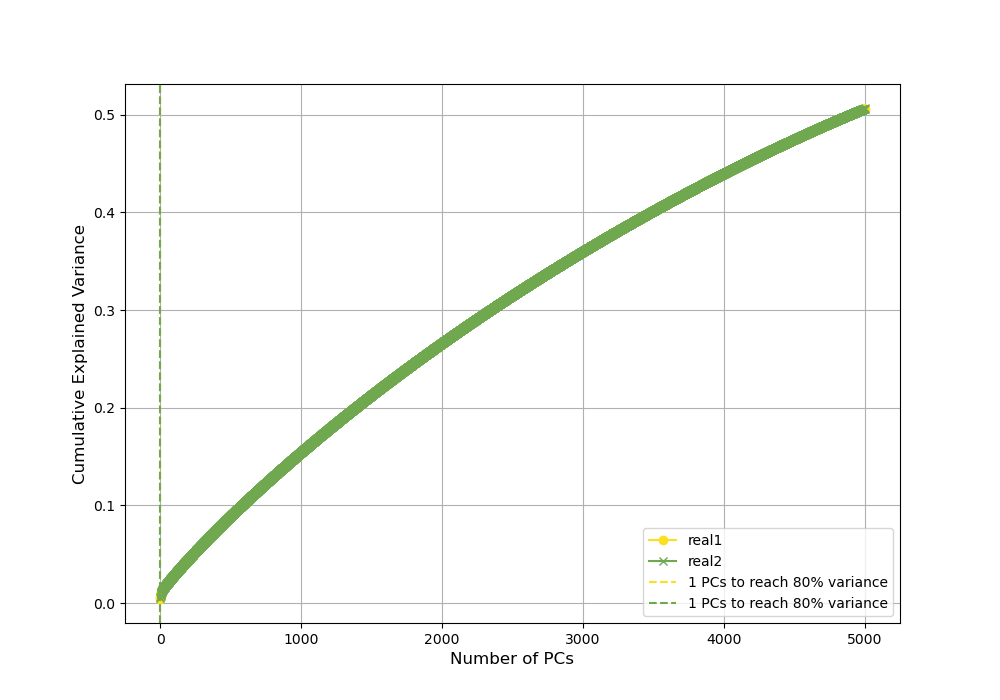 0.5
0.4
0.3
0.2
0.1
0.0
Cumulative Explained Variance
0
1000
2000
3000
4000
5000
Number of PCs
real1
real2
1 PCs to reach 80% variance
1 PCs to reach 80% variance